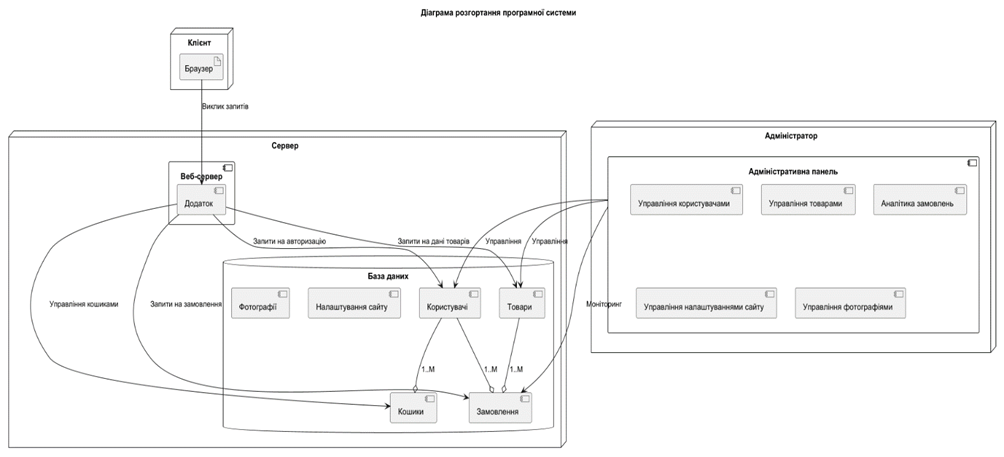 Діаграма розгортання програмної системи
Клієнт
Браузер
Виклик запитів
Сервер
Веб-сервер
Додаток
Запити на авторизацію
Запити на дані товарів
Управління
Управління
Управління кошиками
Запити на замовлення
Моніторинг
База даних
Фотографії
Налаштування сайту
Користувачі
Товари
1..М
1..М
1..М
Кошики
Замовлення
Адміністратор
Адміністративна панель
Управління користувачами
Управління товарами
Аналітика замовлень
Управління налаштуваннями сайту
Управління фотографіями